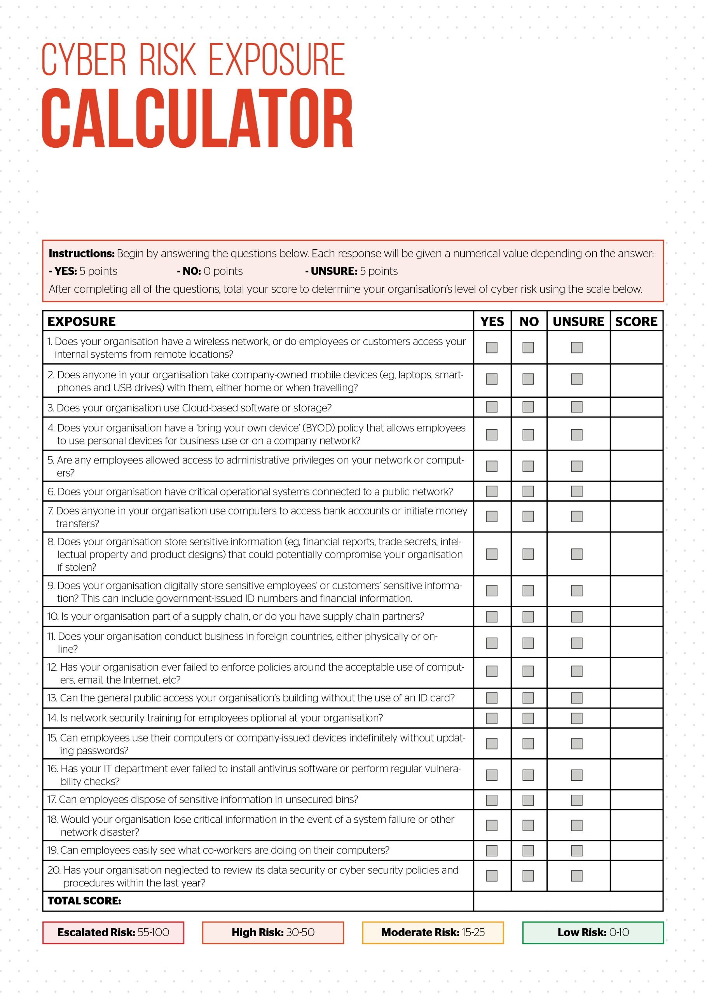 CYBER RISK EXPOSURE
CALCULATOR
Instructions: Begin by answering the questions below. Each response will be given a numerical value depending on the answer:
- YES: 5 points - NO: 0 points - UNSURE: 5 points
After completing all of the questions, total your score to determine your organisation’s level of cyber risk using the scale below.
EXPOSURE YES NO UNSURE SCORE
1. Does your organisation have a wireless network, or do employees or customers access your
internal systems from remote locations?
2. Does anyone in your organisation take company-owned mobile devices (eg, laptops, smart-
phones and USB drives) with them, either home or when travelling?
3. Does your organisation use Cloud-based software or storage?
4. Does your organisation have a ‘bring your own device’ (BYOD) policy that allows employees
to use personal devices for business use or on a company network?
5. Are any employees allowed access to administrative privileges on your network or comput-
ers?
6. Does your organisation have critical operational systems connected to a public network?
7. Does anyone in your organisation use computers to access bank accounts or initiate money
transfers?
8. Does your organisation store sensitive information (eg, financial reports, trade secrets, intel-
lectual property and product designs) that could potentially compromise your organisation
if stolen?
9. Does your organisation digitally store sensitive employees’ or customers’ sensitive informa-
tion? This can include government-issued ID numbers and financial information.
10. Is your organisation part of a supply chain, or do you have supply chain partners?
11. Does your organisation conduct business in foreign countries, either physically or on-
line?
12. Has your organisation ever failed to enforce policies around the acceptable use of comput-
ers, email, the Internet, etc?
13. Can the general public access your organisation’s building without the use of an ID card?
14. Is network security training for employees optional at your organisation?
15. Can employees use their computers or company-issued devices indefinitely without updat-
ing passwords?
16. Has your IT department ever failed to install antivirus software or perform regular vulnera-
bility checks?
17. Can employees dispose of sensitive information in unsecured bins?
18. Would your organisation lose critical information in the event of a system failure or other
network disaster?
19. Can employees easily see what co-workers are doing on their computers?
20. Has your organisation neglected to review its data security or cyber security policies and
procedures within the last year?
TOTAL SCORE:
Escalated Risk: 55-100 High Risk: 30-50 Moderate Risk: 15-25 Low Risk: 0-10